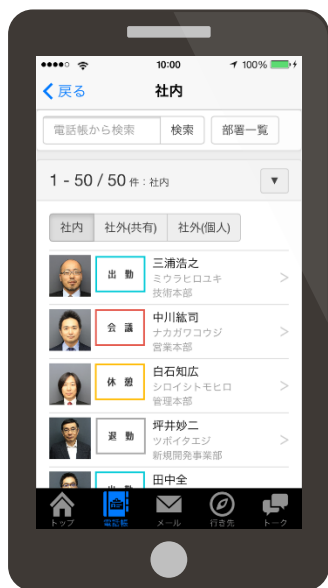 10:00
100%
戻る
社内
電話帳から検索
検索
部署一覧
1 - 50 / 50 件：社内
▼
社内
社外(共有)
社外(個人)
出 勤
三浦浩之
ミウラヒロユキ
技術本部
会 議
中川紘司
ナカガワコウジ
営業本部
休 憩
白石知広
シロイシトモヒロ
管理本部
退 勤
坪井妙二
ツボイタエジ
新規開発事業部
田中全
トップ
電話帳
メール
行き先
トーク